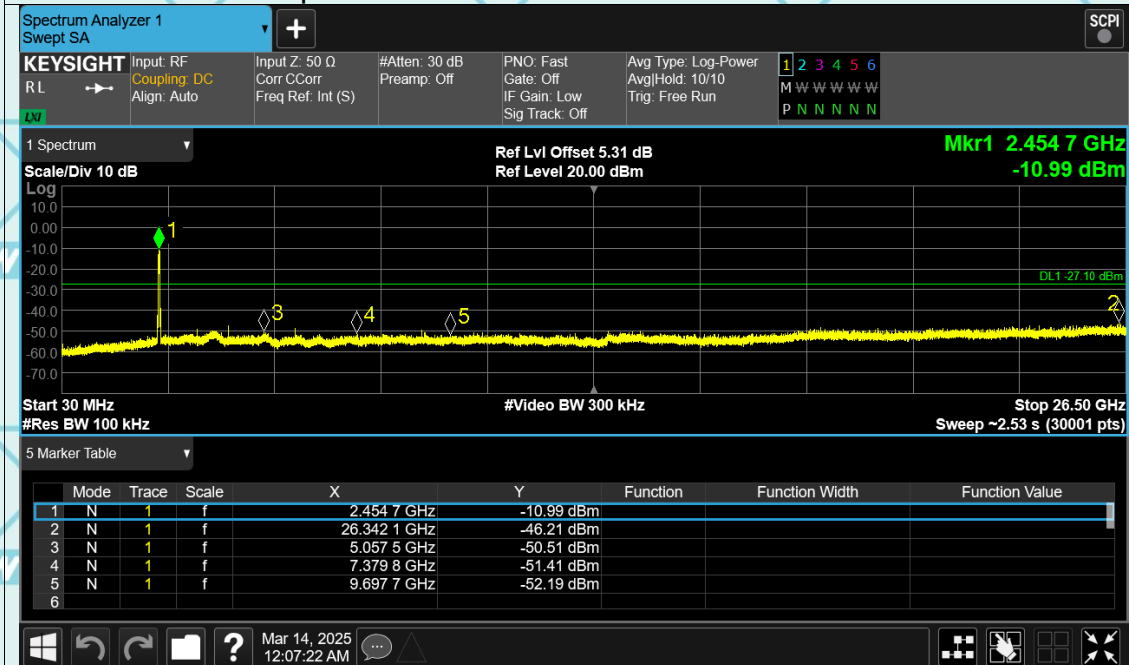 Spectrum Analyzer 1
Swept SA
+
SCPI
KEYSIGHT
RL
LXI
Input: RF
Coupling: DC
Align: Auto
Input Z: 50 Ω
Corr CCorr
Freq Ref: Int (S)
#Atten: 30 dB
Preamp: Off
PNO: Fast
Gate: Off
IF Gain: Low
Sig Track: Off
Avg Type: Log-Power
Avg|Hold: 10/10
Trig: Free Run
1 2 3 4 5 6
M W W W W W
P N N N N N
1 Spectrum
Scale/Div 10 dB
Ref Lvl Offset 5.31 dB
Ref Level 20.00 dBm
Mkr1 2.454 7 GHz
-10.99 dBm
Log
10.0
0.00
-10.0
-20.0
-30.0
-40.0
-50.0
-60.0
-70.0
1
DL1 -27.10 dBm
2
3
4
5
Start 30 MHz
#Res BW 100 kHz
#Video BW 300 kHz
Stop 26.50 GHz
Sweep ~2.53 s (30001 pts)
5 Marker Table
Mode Trace Scale X Y Function Function Width Function Value
1 N 1 f 2.454 7 GHz -10.99 dBm
2 N 1 f 26.342 1 GHz -46.21 dBm
3 N 1 f 5.057 5 GHz -50.51 dBm
4 N 1 f 7.379 8 GHz -51.41 dBm
5 N 1 f 9.697 7 GHz -52.19 dBm
6
?
Mar 14, 2025
12:07:22 AM